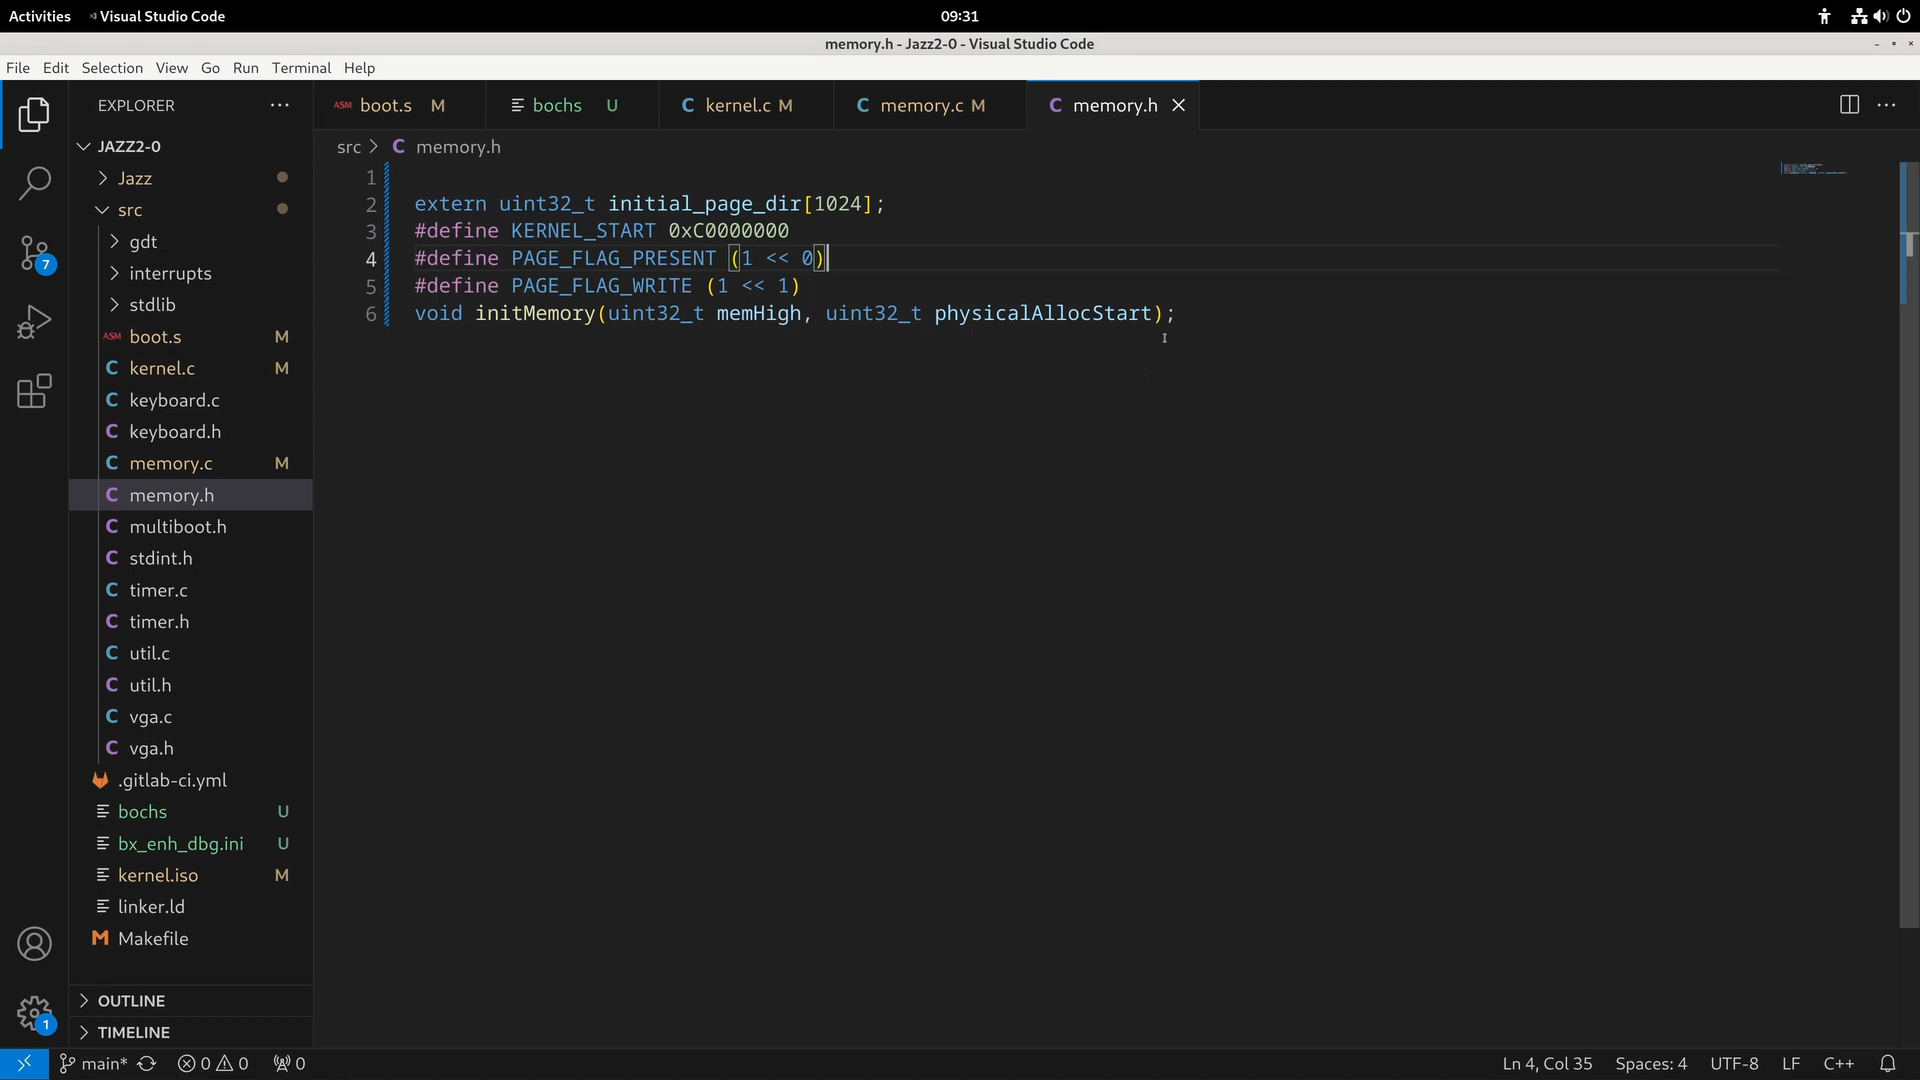 Activities
Visual Studio Code
09:31
memory.h - Jazz2-0 - Visual Studio Code
File Edit Selection View Go Run Terminal Help
EXPLORER
ASM boot.s M
bochs U
C kernel.c M
C memory.c M
C memory.h
JAZZ2-0
src > C memory.h
Jazz
src
gdt
interrupts
stdlib
ASM boot.s M
C kernel.c M
C keyboard.c
C keyboard.h
C memory.c M
C memory.h
C multiboot.h
C stdint.h
C timer.c
C timer.h
C util.c
C util.h
C vga.c
C vga.h
.gitlab-ci.yml
bochs U
bx_enh_dbg.ini U
kernel.iso M
linker.ld
M Makefile
OUTLINE
TIMELINE
7
1
1
2 extern uint32_t initial_page_dir[1024];
3 #define KERNEL_START 0xC0000000
4 #define PAGE_FLAG_PRESENT (1 << 0)
5 #define PAGE_FLAG_WRITE (1 << 1)
6 void initMemory(uint32_t memHigh, uint32_t physicalAllocStart);
main* 0 0 0
Ln 4, Col 35 Spaces: 4 UTF-8 LF C++